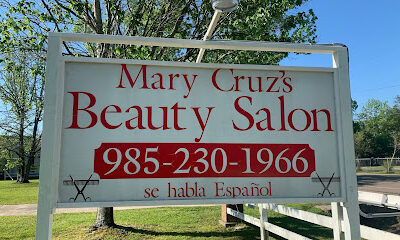 Mary Cruz's
Beauty Salon
985-230-1966
se habla Español